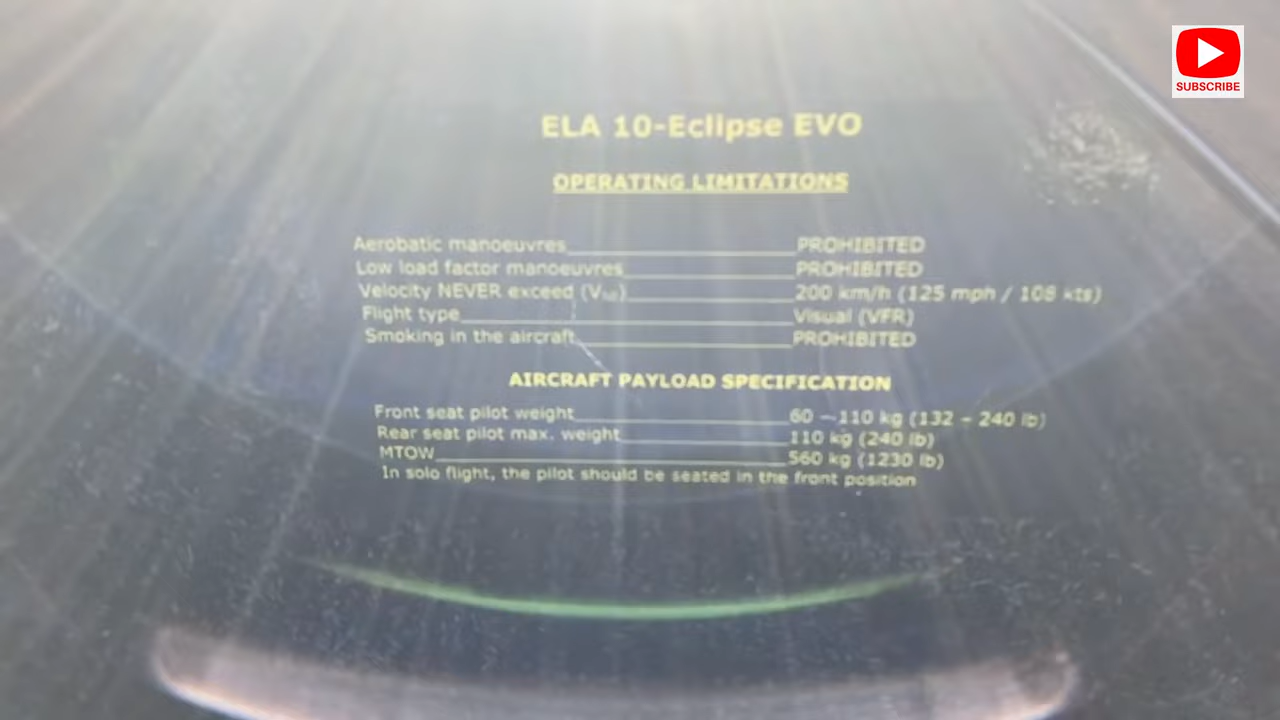 SUBSCRIBE
ELA 10-Eclipse EVO
OPERATING LIMITATIONS
Aerobatic manoeuvres PROHIBITED
Low load factor manoeuvres PROHIBITED
Velocity NEVER exceed (VNE) 200 km/h (125 mph / 108 kts)
Flight type Visual (VFR)
Smoking in the aircraft PROHIBITED
AIRCRAFT PAYLOAD SPECIFICATION
Front seat pilot weight 60 – 110 kg (132 – 240 lb)
Rear seat pilot max. weight 110 kg (240 lb)
MTOW 560 kg (1230 lb)
In solo flight, the pilot should be seated in the front position